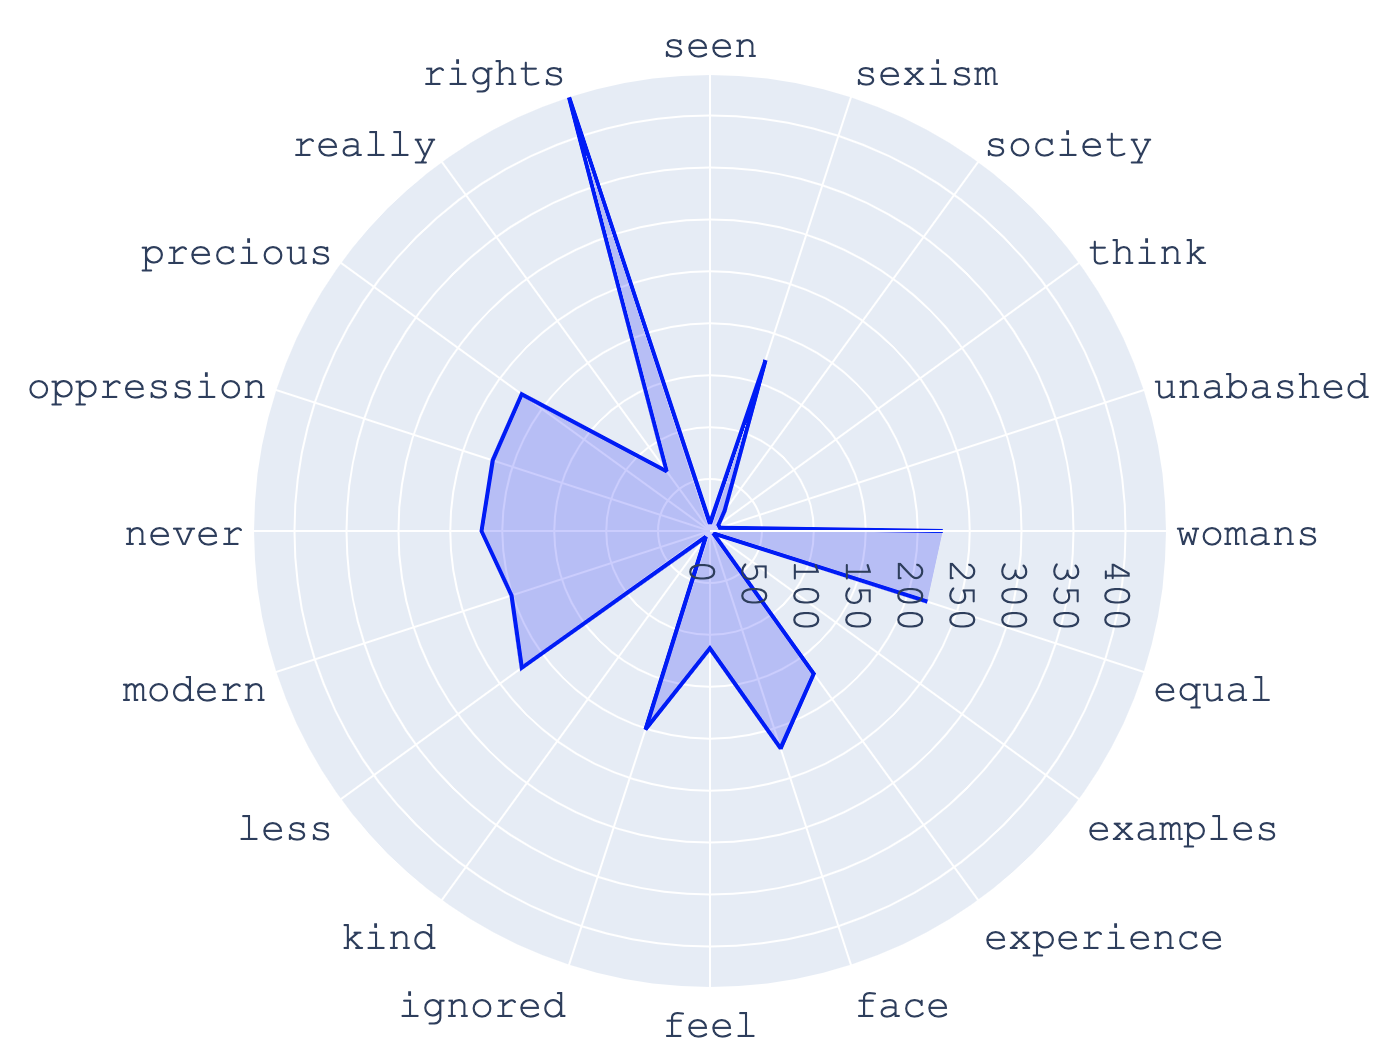 seen
rights
sexism
really
society
precious
think
oppression
unabashed
never
womans
0
50
100
150
200
250
300
350
400
modern
equal
less
examples
kind
experience
ignored
face
feel